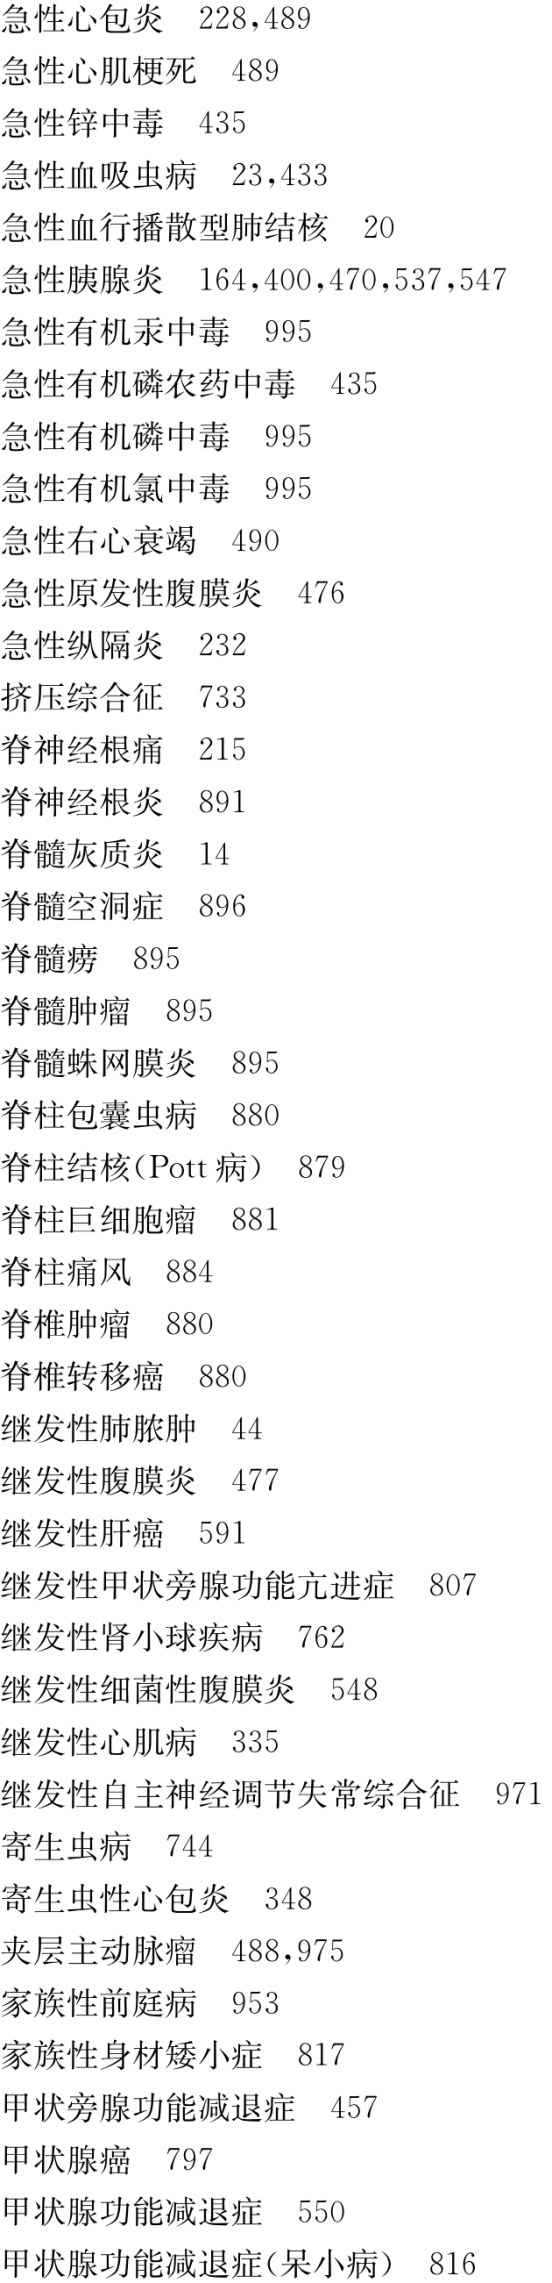 急性心包炎　228,489
急性心肌梗死　489
急性锌中毒　435
急性血吸虫病　23,433
急性血行播散型肺结核　20
急性胰腺炎　164,400,470,537,547
急性有机汞中毒　995
急性有机磷农药中毒　435
急性有机磷中毒　995
急性有机氯中毒　995
急性右心衰竭　490
急性原发性腹膜炎　476
急性纵隔炎　232
挤压综合征　733
脊神经根痛　215
脊神经根炎　891
脊髓灰质炎　14
脊髓空洞症　896
脊髓痨　895
脊髓肿瘤　895
脊髓蛛网膜炎　895
脊柱包囊虫病　880
脊柱结核(Pott 病)　879
脊柱巨细胞瘤　881
脊柱痛风　884
脊椎肿瘤　880
脊椎转移癌　880
继发性肺脓肿　44
继发性腹膜炎　477
继发性肝癌　591
继发性甲状旁腺功能亢进症　807
继发性肾小球疾病　762
继发性细菌性腹膜炎　548
继发性心肌病　335
继发性自主神经调节失常综合征　971
寄生虫病　744
寄生虫性心包炎　348
夹层主动脉瘤　488,975
家族性前庭病　953
家族性身材矮小症　817
甲状旁腺功能减退症　457
甲状腺癌　797
甲状腺功能减退症　550
甲状腺功能减退症(呆小病)　816